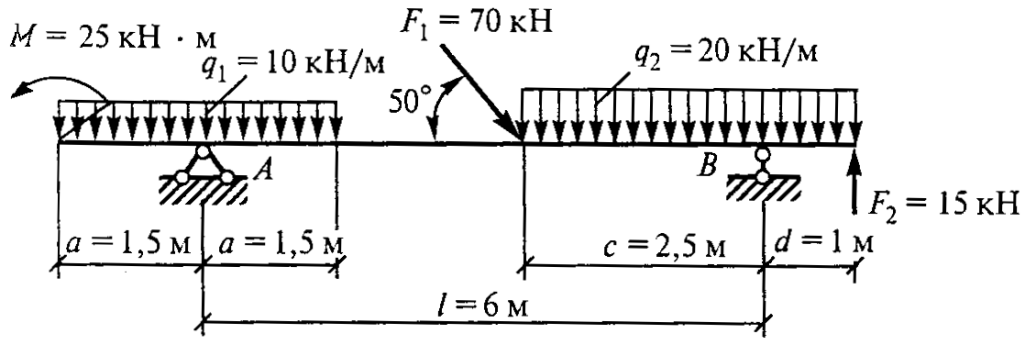 M = 25 кН · м
q₁ = 10 кН/м
F₁ = 70 кН
50°
q₂ = 20 кН/м
A
B
F₂ = 15 кН
a = 1,5 м
a = 1,5 м
c = 2,5 м
d = 1 м
l = 6 м